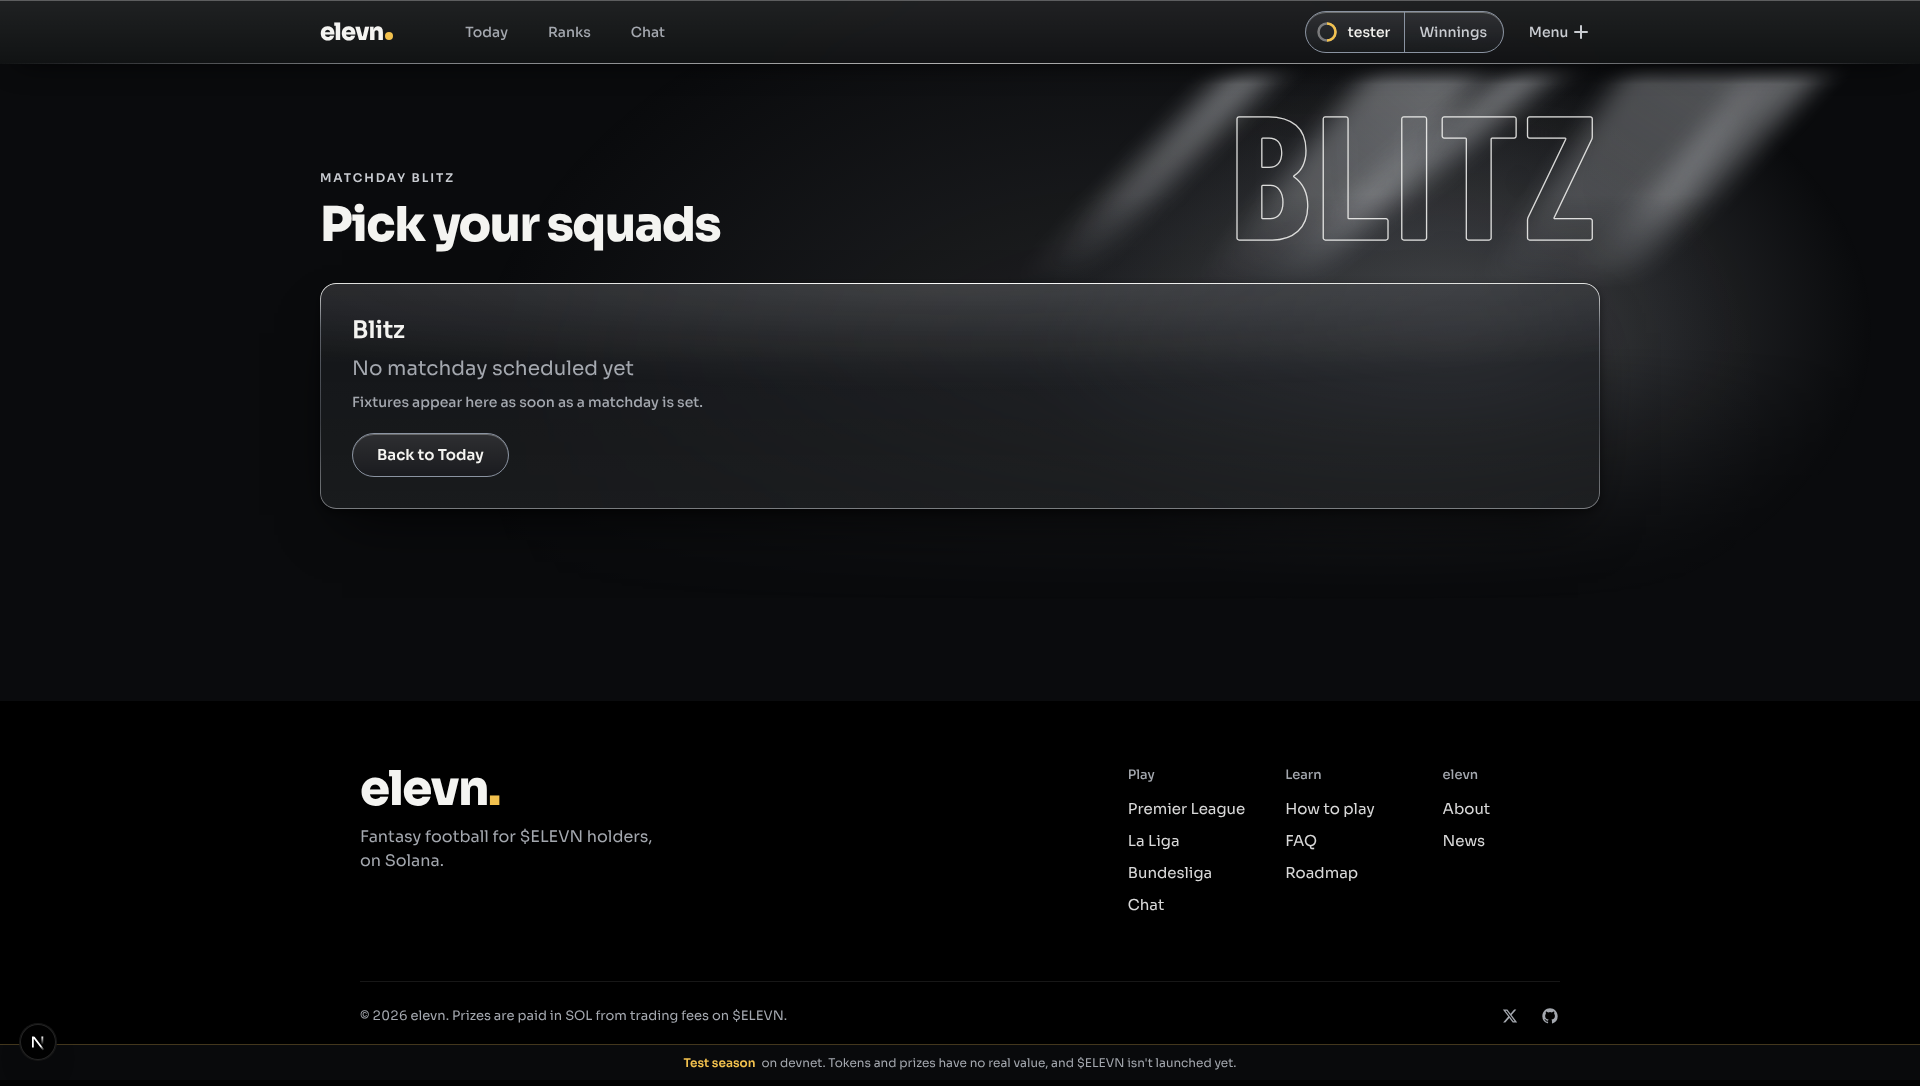 elevn.
Today
Ranks
Chat
tester
Winnings
Menu
BLITZ
MATCHDAY BLITZ
Pick your squads
Blitz
No matchday scheduled yet
Fixtures appear here as soon as a matchday is set.
Back to Today
elevn.
Fantasy football for $ELEVN holders,
on Solana.
Play
Premier League
La Liga
Bundesliga
Chat
Learn
How to play
FAQ
Roadmap
elevn
About
News
© 2026 elevn. Prizes are paid in SOL from trading fees on $ELEVN.
N
Test season on devnet. Tokens and prizes have no real value, and $ELEVN isn't launched yet.